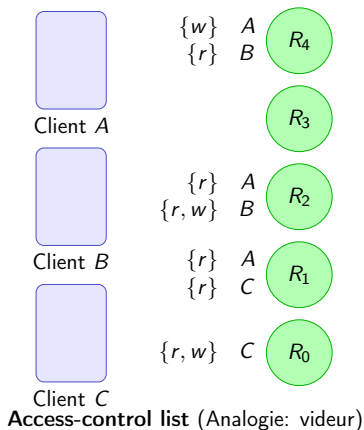 {w} A R4
{r} B
Client A
R3
{r} A R2
{r, w} B
Client B
{r} A R1
{r} C
{r, w} C R0
Client C
Access-control list (Analogie: videur)